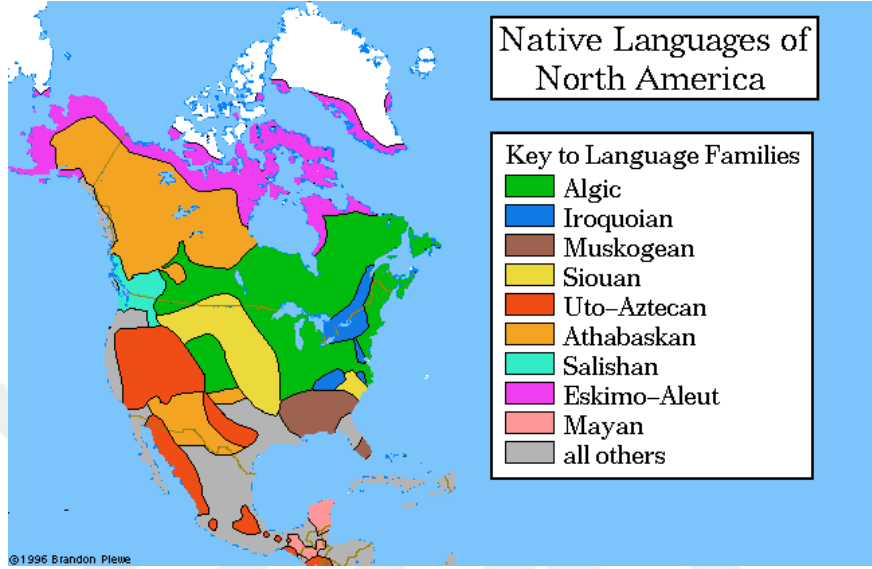 Native Languages of
North America
Key to Language Families
Algic
Iroquoian
Muskogean
Siouan
Uto-Aztecan
Athabaskan
Salishan
Eskimo-Aleut
Mayan
all others
©1996 Brandon Plewe